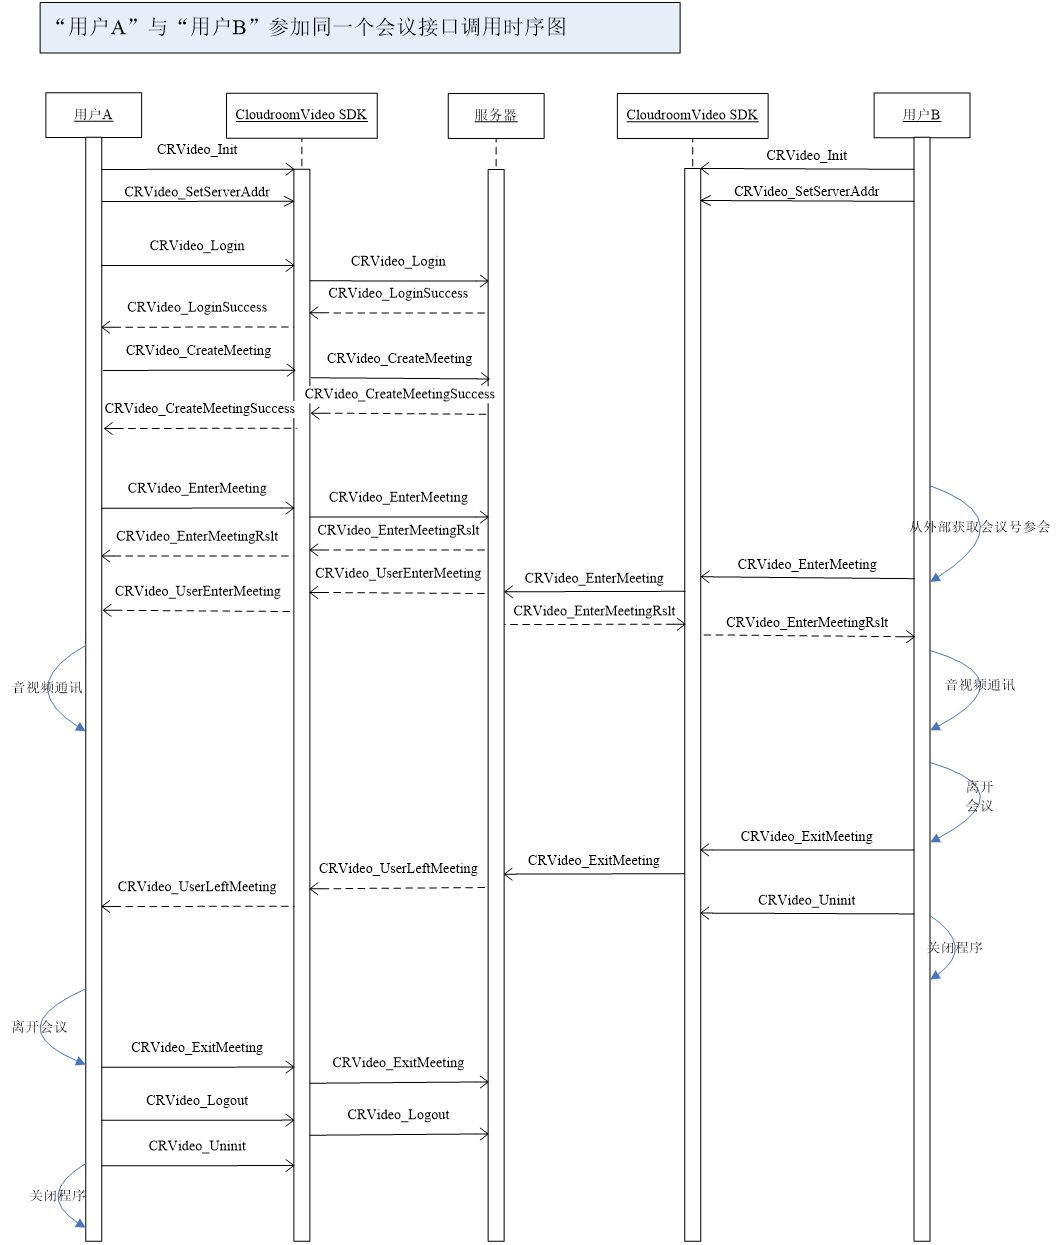 “用户A”与“用户B”参加同一个会议接口调用时序图
用户A
CloudroomVideo SDK
服务器
CloudroomVideo SDK
用户B
CRVideo_Init
CRVideo_Init
CRVideo_SetServerAddr
CRVideo_SetServerAddr
CRVideo_Login
CRVideo_Login
CRVideo_LoginSuccess
CRVideo_LoginSuccess
CRVideo_CreateMeeting
CRVideo_CreateMeeting
CRVideo_CreateMeetingSuccess
CRVideo_CreateMeetingSuccess
CRVideo_EnterMeeting
CRVideo_EnterMeeting
从外部获取会议号参会
CRVideo_EnterMeetingRslt
CRVideo_EnterMeetingRslt
CRVideo_EnterMeeting
CRVideo_UserEnterMeeting
CRVideo_EnterMeeting
CRVideo_UserEnterMeeting
CRVideo_EnterMeetingRslt
CRVideo_EnterMeetingRslt
音视频通讯
音视频通讯
离开
会议
CRVideo_ExitMeeting
CRVideo_ExitMeeting
CRVideo_UserLeftMeeting
CRVideo_UserLeftMeeting
CRVideo_Uninit
关闭程序
离开会议
CRVideo_ExitMeeting
CRVideo_ExitMeeting
CRVideo_Logout
CRVideo_Logout
CRVideo_Uninit
关闭程序